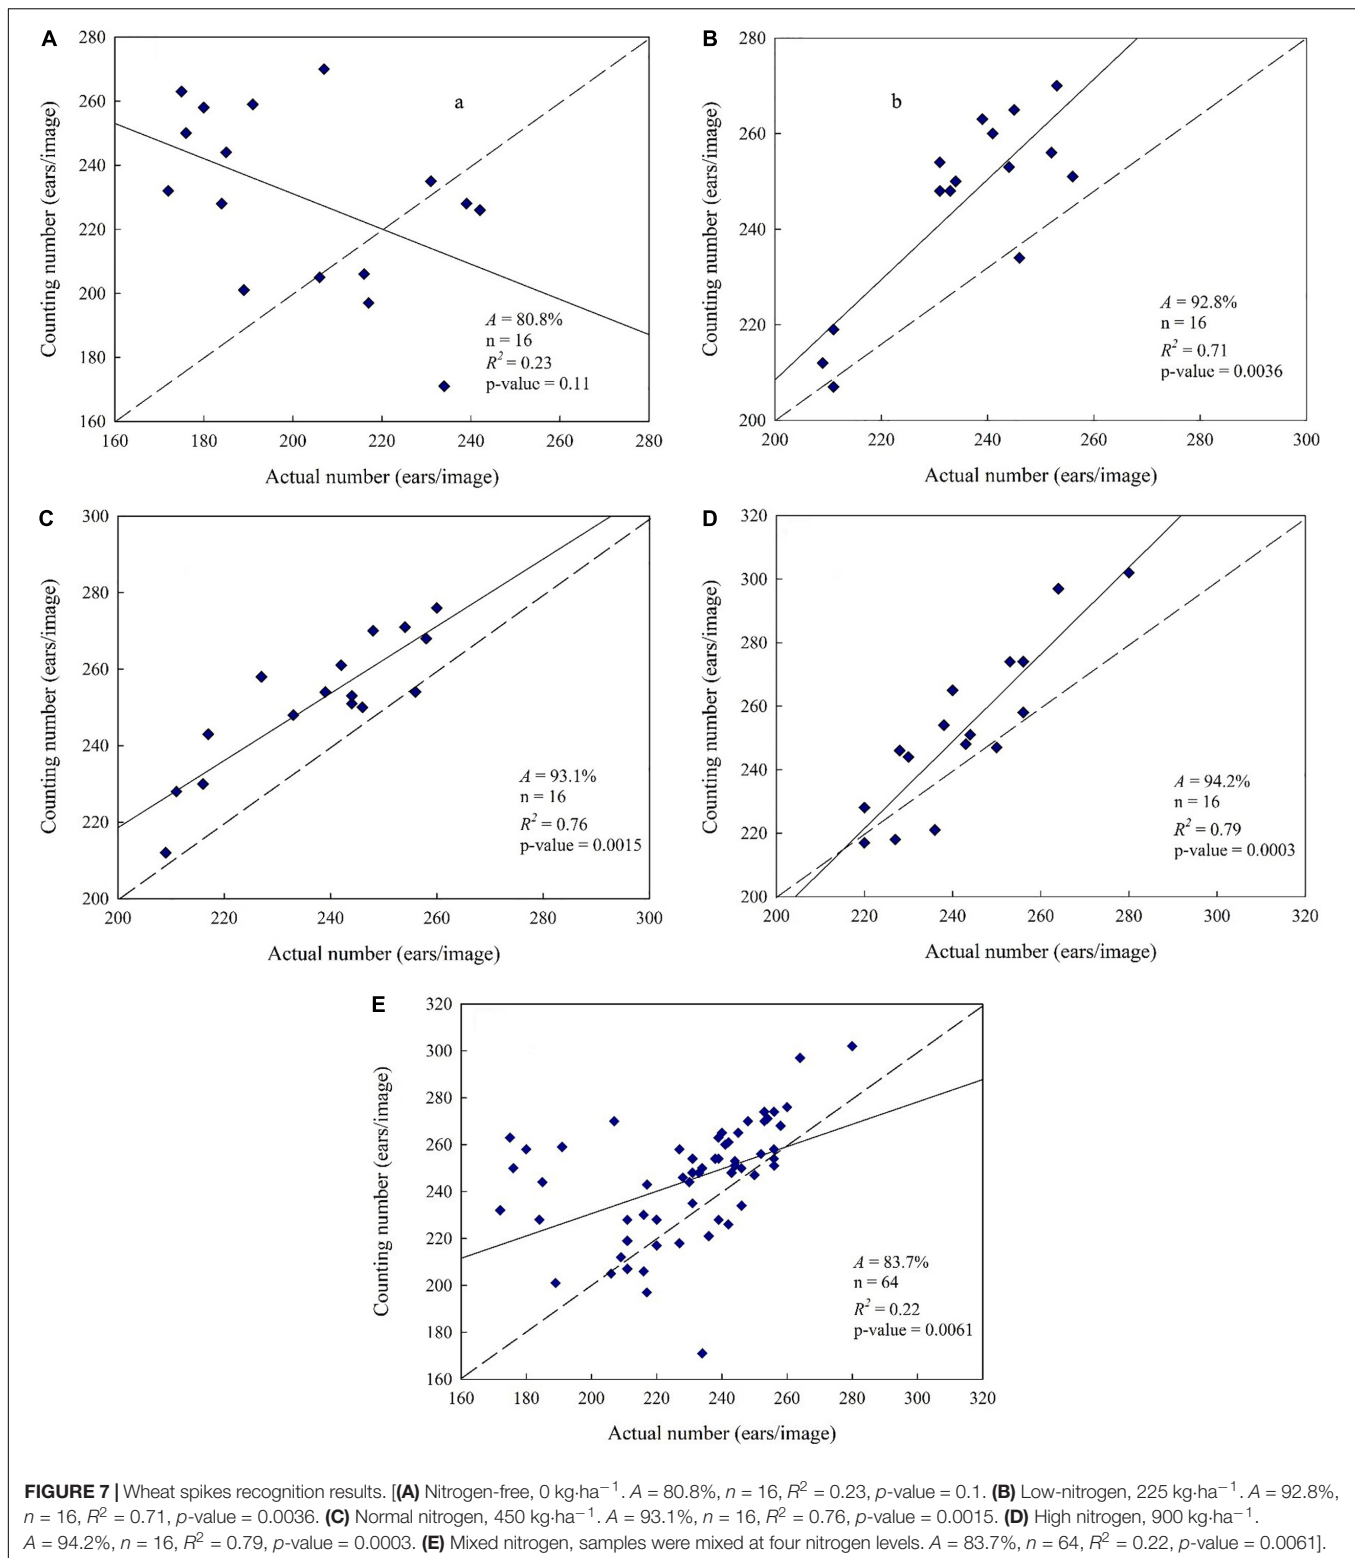 A
280
260
240
220
200
180
160
160 180 200 220 240 260 280
Counting number (ears/image)
Actual number (ears/image)
a
A = 80.8%
n = 16
R² = 0.23
p-value = 0.11
B
280
260
240
220
200
200 220 240 260 280 300
Counting number (ears/image)
Actual number (ears/image)
b
A = 92.8%
n = 16
R² = 0.71
p-value = 0.0036
C
300
280
260
240
220
200
200 220 240 260 280 300
Counting number (ears/image)
Actual number (ears/image)
A = 93.1%
n = 16
R² = 0.76
p-value = 0.0015
D
320
300
280
260
240
220
200
200 220 240 260 280 300 320
Counting number (ears/image)
Actual number (ears/image)
A = 94.2%
n = 16
R² = 0.79
p-value = 0.0003
E
320
300
280
260
240
220
200
180
160
160 180 200 220 240 260 280 300 320
Counting number (ears/image)
Actual number (ears/image)
A = 83.7%
n = 64
R² = 0.22
p-value = 0.0061
FIGURE 7 | Wheat spikes recognition results. [(A) Nitrogen-free, 0 kg·ha⁻¹. A = 80.8%, n = 16, R² = 0.23, p-value = 0.1. (B) Low-nitrogen, 225 kg·ha⁻¹. A = 92.8%,
n = 16, R² = 0.71, p-value = 0.0036. (C) Normal nitrogen, 450 kg·ha⁻¹. A = 93.1%, n = 16, R² = 0.76, p-value = 0.0015. (D) High nitrogen, 900 kg·ha⁻¹.
A = 94.2%, n = 16, R² = 0.79, p-value = 0.0003. (E) Mixed nitrogen, samples were mixed at four nitrogen levels. A = 83.7%, n = 64, R² = 0.22, p-value = 0.0061].